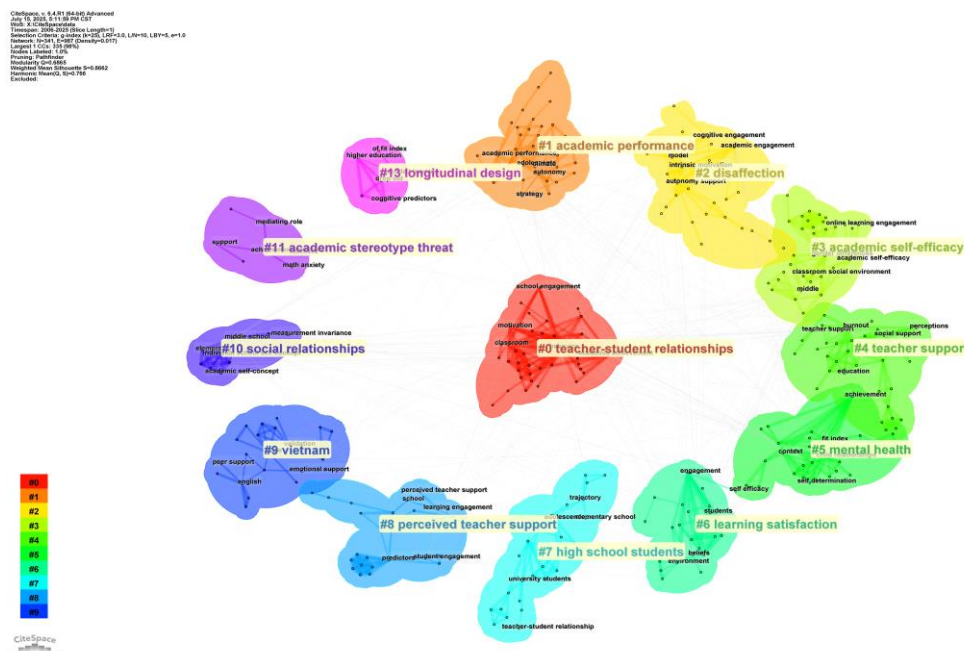 CiteSpace, v. 6.4.R1 (64-bit) Advanced
July 15, 2025, 5:11:59 PM CST
WoS: X:\CiteSpace\data
Timespan: 2006-2025 (Slice Length=1)
Selection Criteria: g-index (k=25), LRF=3.0, L/N=10, LBY=5, e=1.0
Network: N=341, E=987 (Density=0.017)
Largest 1 CCs: 335 (98%)
Nodes Labeled: 1.0%
Pruning: Pathfinder
Modularity Q=0.6865
Weighted Mean Silhouette S=0.8662
Harmonic Mean(Q, S)=0.766
Excluded:
#1 academic performance
academic performance
autonomy
strategy
cognitive engagement
academic engagement
model
intrinsic motivation
#2 disaffection
autonomy support
of fit index
higher education
#13 longitudinal design
cognitive predictors
mediating role
support
#11 academic stereotype threat
math anxiety
online learning engagement
#3 academic self-efficacy
academic self-efficacy
classroom social environment
middle
school engagement
motivation
classroom
#0 teacher-student relationships
middle school
measurement invariance
#10 social relationships
academic self-concept
burnout
perceptions
teacher support
social support
#4 teacher support
education
achievement
fit index
context
#5 mental health
self determination
#9 vietnam
peer support
emotional support
english
engagement
self efficacy
students
#6 learning satisfaction
beliefs
environment
perceived teacher support
school
learning engagement
#8 perceived teacher support
predictors
student engagement
trajectory
elementary school
#7 high school students
university students
teacher-student relationship
#0
#1
#2
#3
#4
#5
#6
#7
#8
#9
CiteSpace